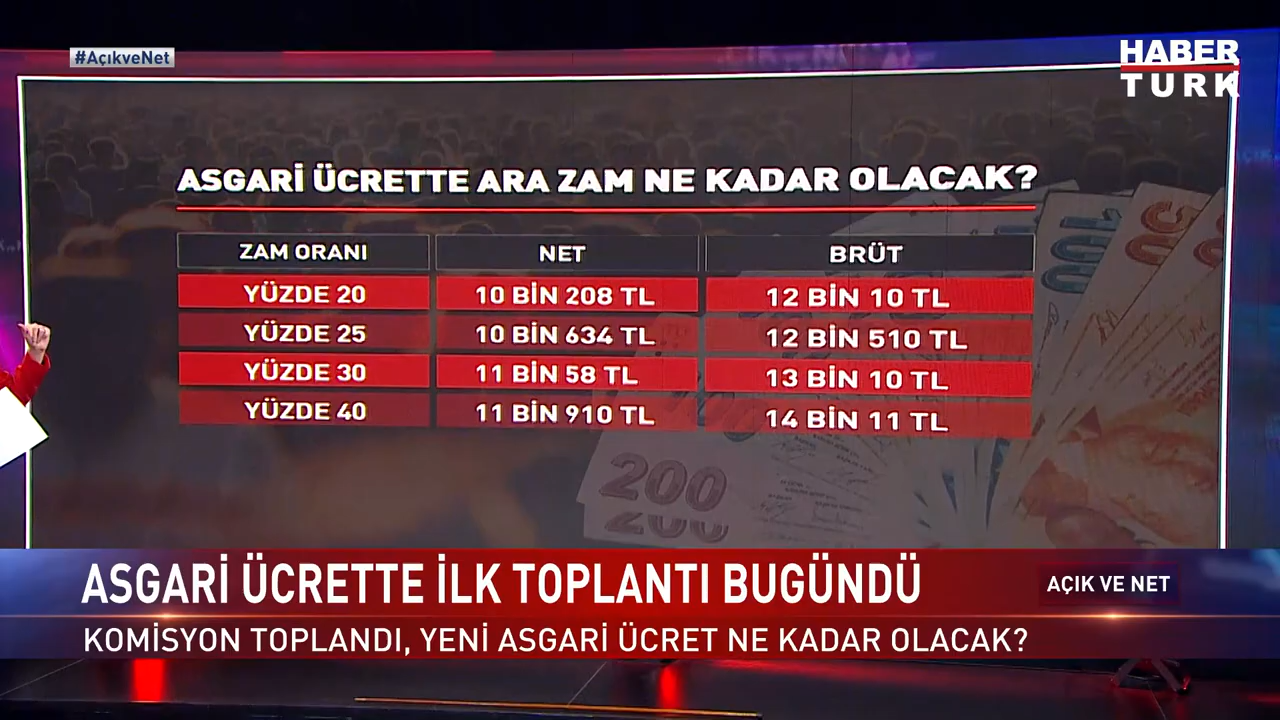 #AçıkveNet
HABER
TURK
ASGARİ ÜCRETTE ARA ZAM NE KADAR OLACAK?
ZAM ORANI NET BRÜT
YÜZDE 20 10 BİN 208 TL 12 BİN 10 TL
YÜZDE 25 10 BİN 634 TL 12 BİN 510 TL
YÜZDE 30 11 BİN 58 TL 13 BİN 10 TL
YÜZDE 40 11 BİN 910 TL 14 BİN 11 TL
200
200
ASGARİ ÜCRETTE İLK TOPLANTI BUGÜNDÜ
AÇIK VE NET
KOMİSYON TOPLANDI, YENİ ASGARİ ÜCRET NE KADAR OLACAK?